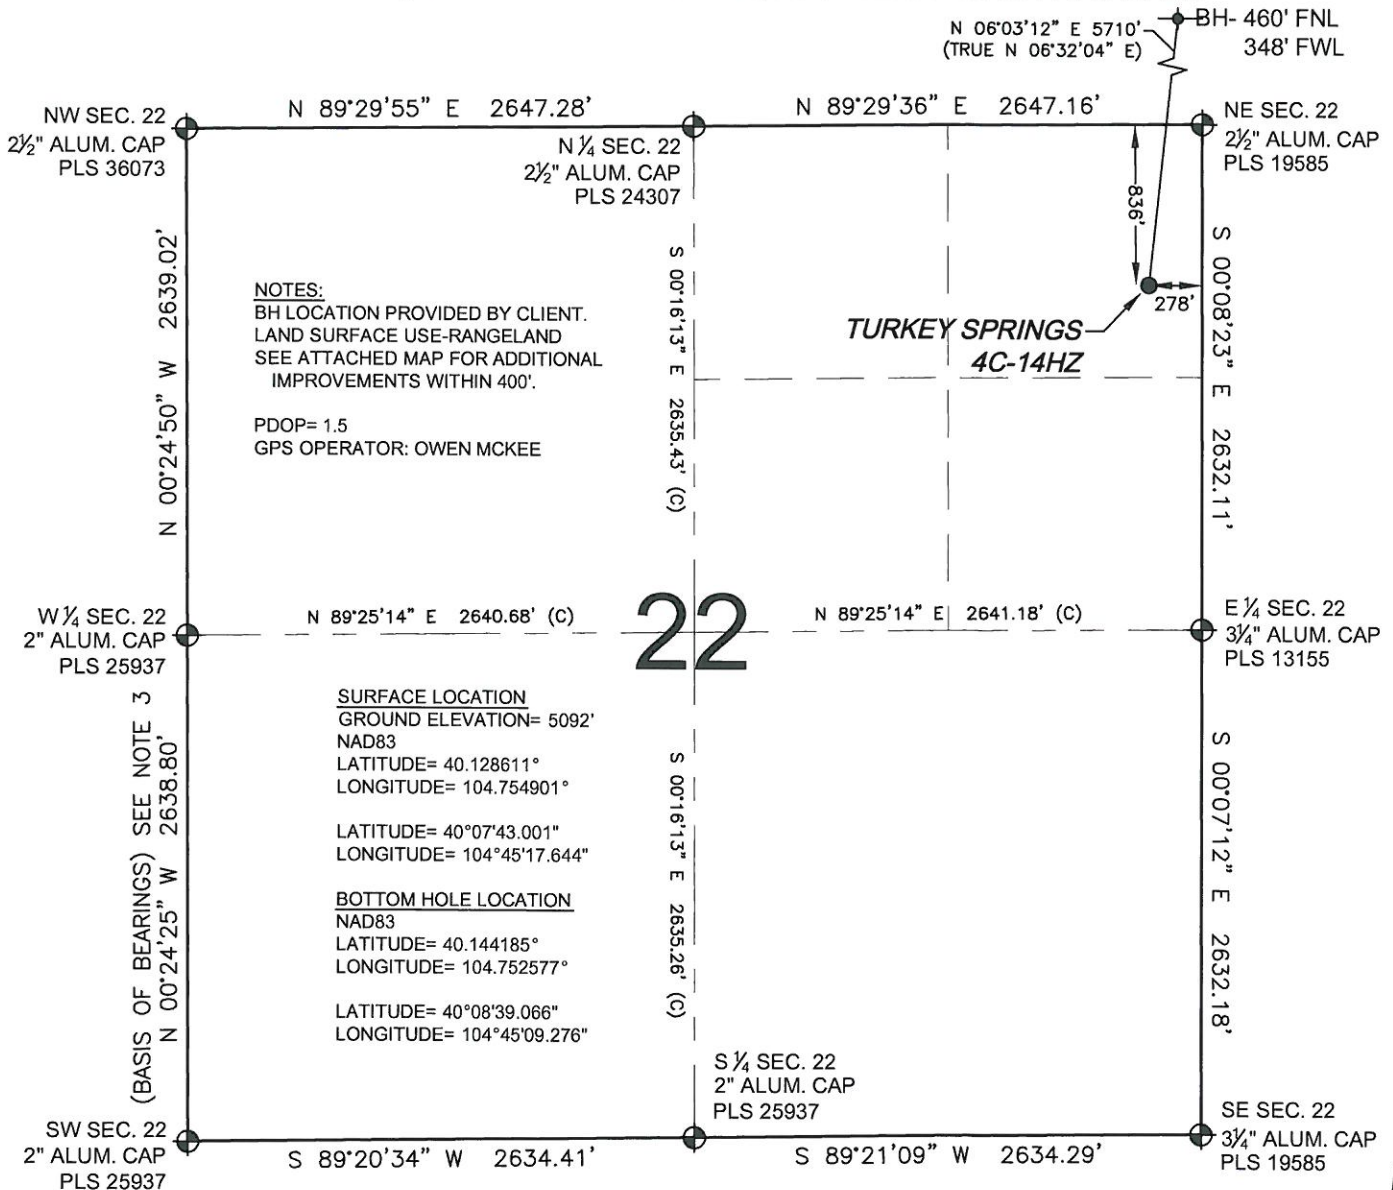 BH- 460' FNL
348' FWL
N 06°03'12" E 5710'
(TRUE N 06°32'04" E)
NW SEC. 22
2½" ALUM. CAP
PLS 36073
N 89°29'55" E 2647.28'
N ¼ SEC. 22
2½" ALUM. CAP
PLS 24307
N 89°29'36" E 2647.16'
NE SEC. 22
2½" ALUM. CAP
PLS 19585
836'
278'
TURKEY SPRINGS
4C-14HZ
N 00°24'50" W 2639.02'
NOTES:
BH LOCATION PROVIDED BY CLIENT.
LAND SURFACE USE-RANGELAND
SEE ATTACHED MAP FOR ADDITIONAL
IMPROVEMENTS WITHIN 400'.
PDOP= 1.5
GPS OPERATOR: OWEN MCKEE
S 00°16'13" E 2635.43' (C)
S 00°08'23" E 2632.11'
W ¼ SEC. 22
2" ALUM. CAP
PLS 25937
N 89°25'14" E 2640.68' (C)
22
N 89°25'14" E 2641.18' (C)
E ¼ SEC. 22
3¼" ALUM. CAP
PLS 13155
(BASIS OF BEARINGS) SEE NOTE 3
N 00°24'25" W 2638.80'
SURFACE LOCATION
GROUND ELEVATION= 5092'
NAD83
LATITUDE= 40.128611°
LONGITUDE= 104.754901°
LATITUDE= 40°07'43.001"
LONGITUDE= 104°45'17.644"
BOTTOM HOLE LOCATION
NAD83
LATITUDE= 40.144185°
LONGITUDE= 104.752577°
LATITUDE= 40°08'39.066"
LONGITUDE= 104°45'09.276"
S 00°16'13" E 2635.26' (C)
S 00°07'12" E 2632.18'
SW SEC. 22
2" ALUM. CAP
PLS 25937
S 89°20'34" W 2634.41'
S ¼ SEC. 22
2" ALUM. CAP
PLS 25937
S 89°21'09" W 2634.29'
SE SEC. 22
3¼" ALUM. CAP
PLS 19585